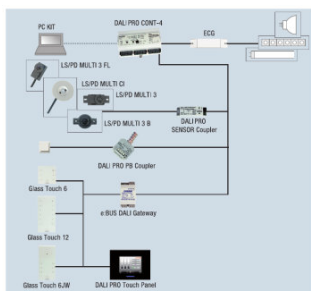 PC KIT
DALI PRO CONT-4
ECG
LS/PD MULTI 3 FL
LS/PD MULTI CI
LS/PD MULTI 3
LS/PD MULTI 3 B
DALI PRO
SENSOR Coupler
DALI PRO PB Coupler
Glass Touch 6
e:BUS DALI Gateway
Glass Touch 12
Glass Touch 6JW
DALI PRO Touch Panel